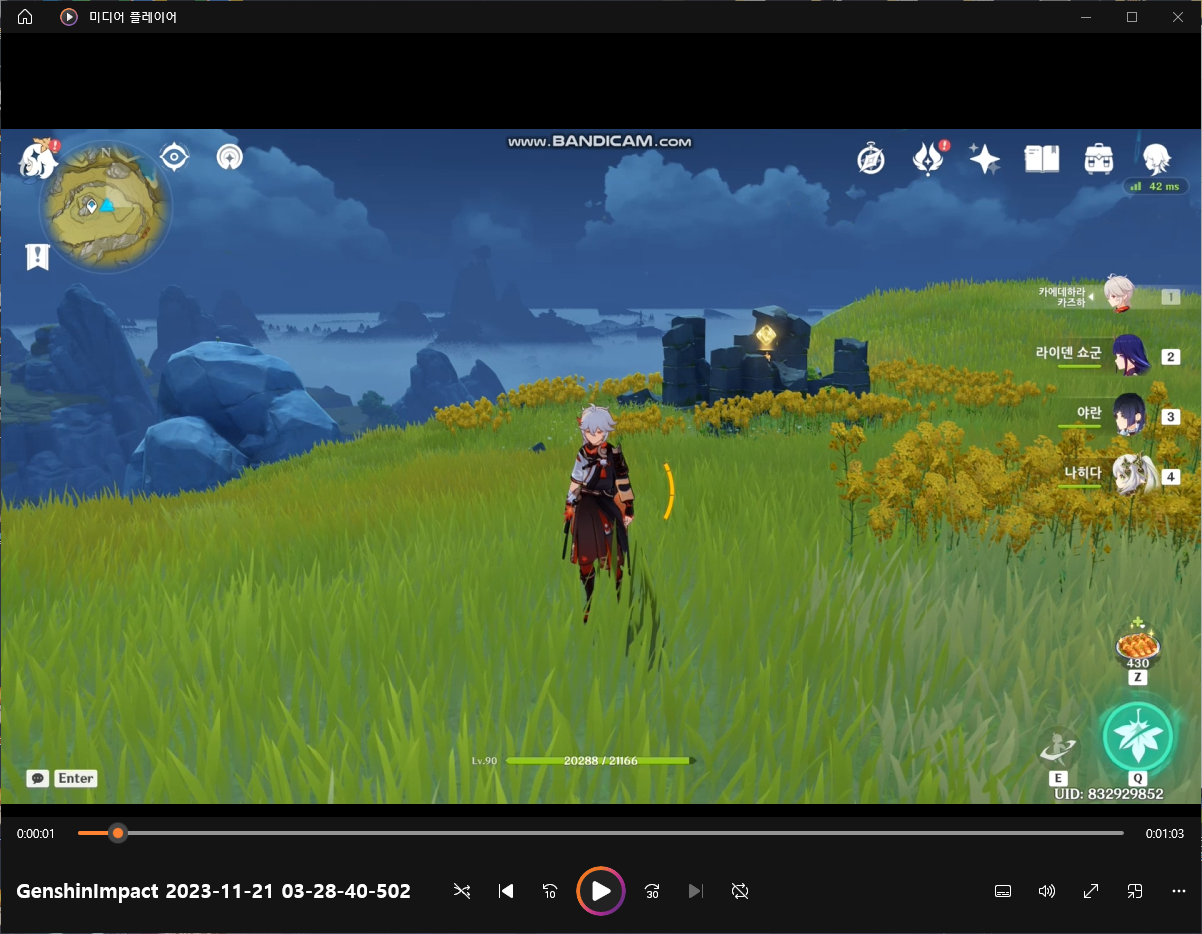 미디어 플레이어
www.BANDICAM.com
N
42 ms
카에데하라
카즈하
1
라이덴 쇼군
2
야란
3
나히다
4
430
Z
Lv.90
20288 / 21166
Enter
E
Q
UID: 832929852
0:00:01
0:01:03
GenshinImpact 2023-11-21 03-28-40-502
10
30